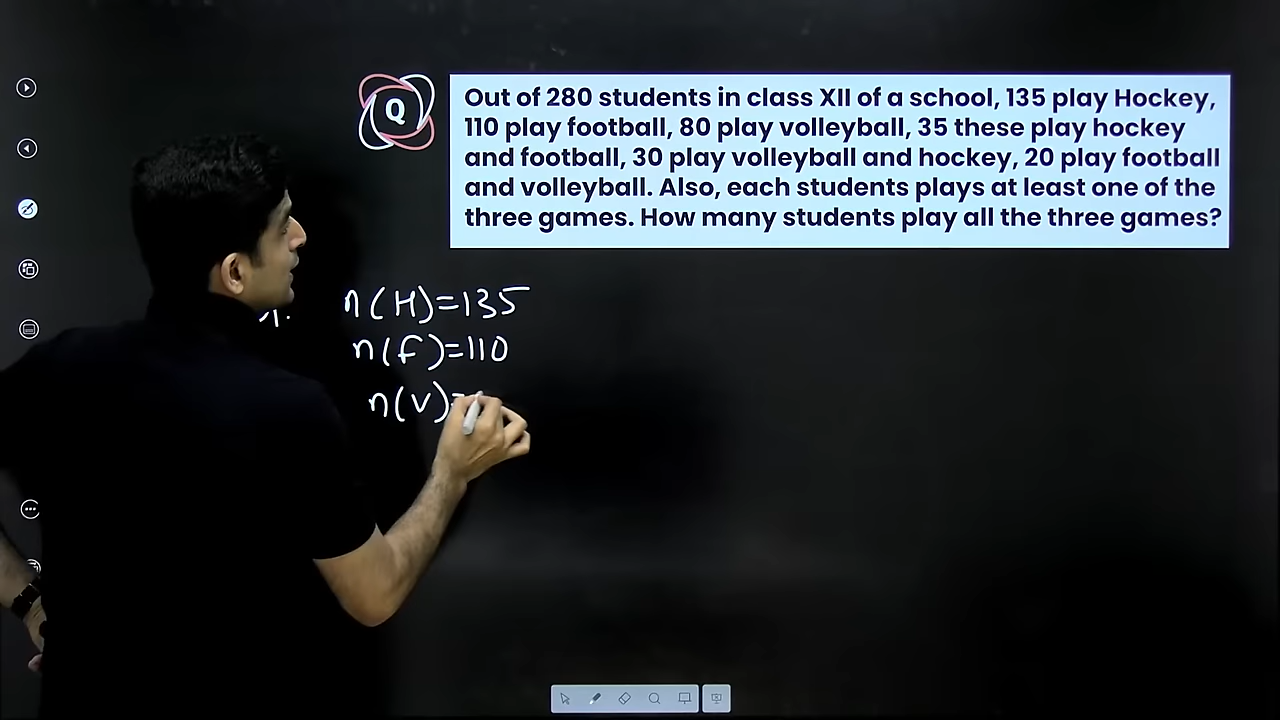 Q
Out of 280 students in class XII of a school, 135 play Hockey,
110 play football, 80 play volleyball, 35 these play hockey
and football, 30 play volleyball and hockey, 20 play football
and volleyball. Also, each students plays at least one of the
three games. How many students play all the three games?
n(H)=135
n(F)=110
n(V)=